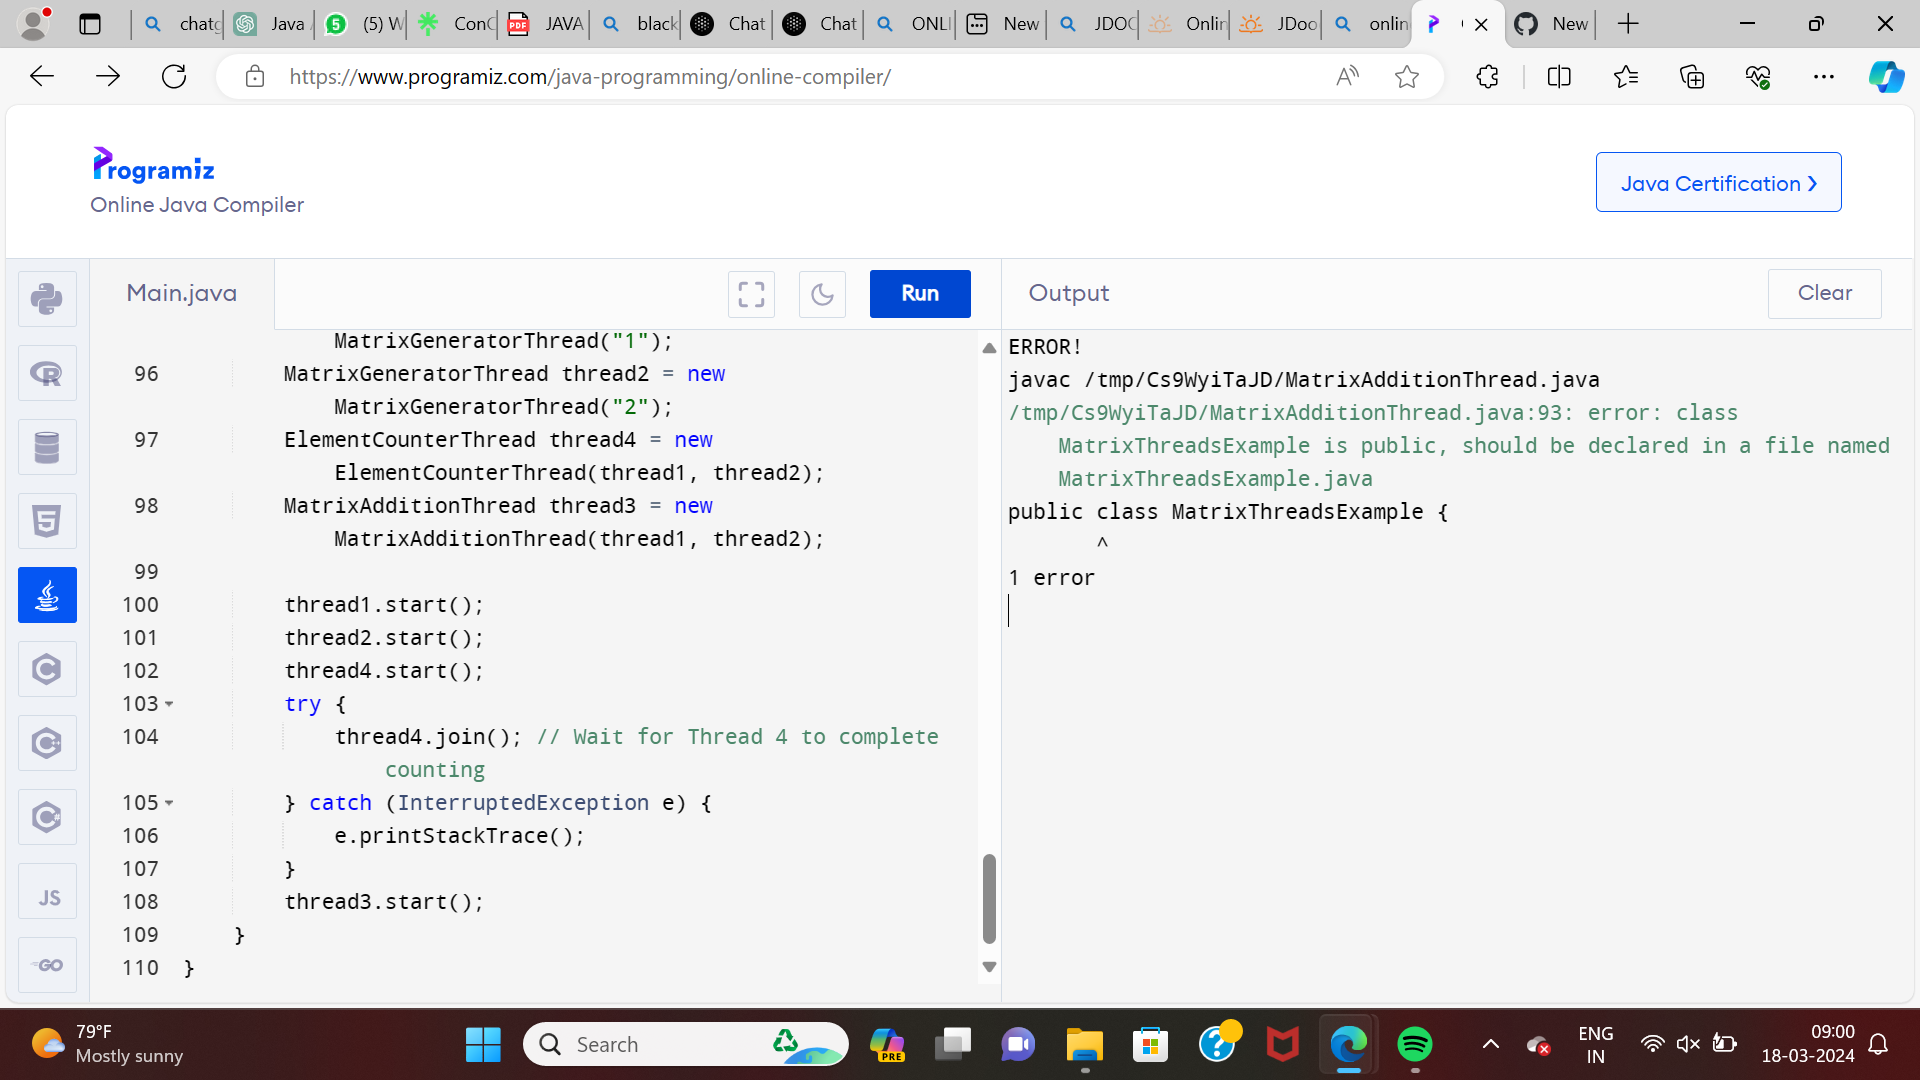 chatg
Java A
(5) W
ConC
JAVA
black
Chat
Chat
ONLI
New
JDOC
Onlin
JDoo
onlin
New
https://www.programiz.com/java-programming/online-compiler/
Programiz
Online Java Compiler
Java Certification ❯
Main.java
Run
Output
Clear
MatrixGeneratorThread("1");
96 MatrixGeneratorThread thread2 = new
MatrixGeneratorThread("2");
97 ElementCounterThread thread4 = new
ElementCounterThread(thread1, thread2);
98 MatrixAdditionThread thread3 = new
MatrixAdditionThread(thread1, thread2);
99
100 thread1.start();
101 thread2.start();
102 thread4.start();
103 try {
104 thread4.join(); // Wait for Thread 4 to complete
counting
105 } catch (InterruptedException e) {
106 e.printStackTrace();
107 }
108 thread3.start();
109 }
110 }
ERROR!
javac /tmp/Cs9WyiTaJD/MatrixAdditionThread.java
/tmp/Cs9WyiTaJD/MatrixAdditionThread.java:93: error: class
MatrixThreadsExample is public, should be declared in a file named
MatrixThreadsExample.java
public class MatrixThreadsExample {
^
1 error
JS
GO
79°F
Mostly sunny
Search
PRE
ENG
IN
09:00
18-03-2024